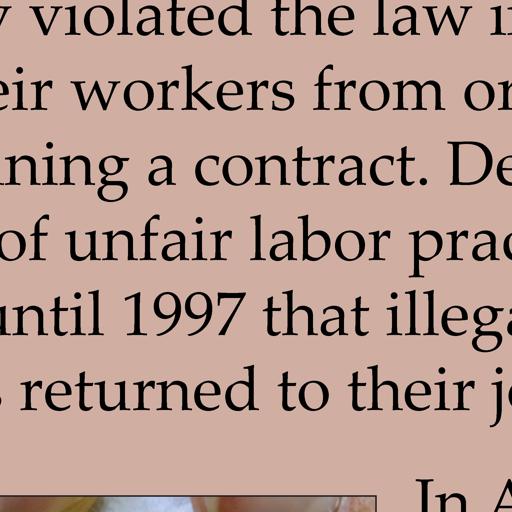 violated the law
eir workers from or
ning a contract. De
of unfair labor prac
until 1997 that illega
s returned to their j
In A